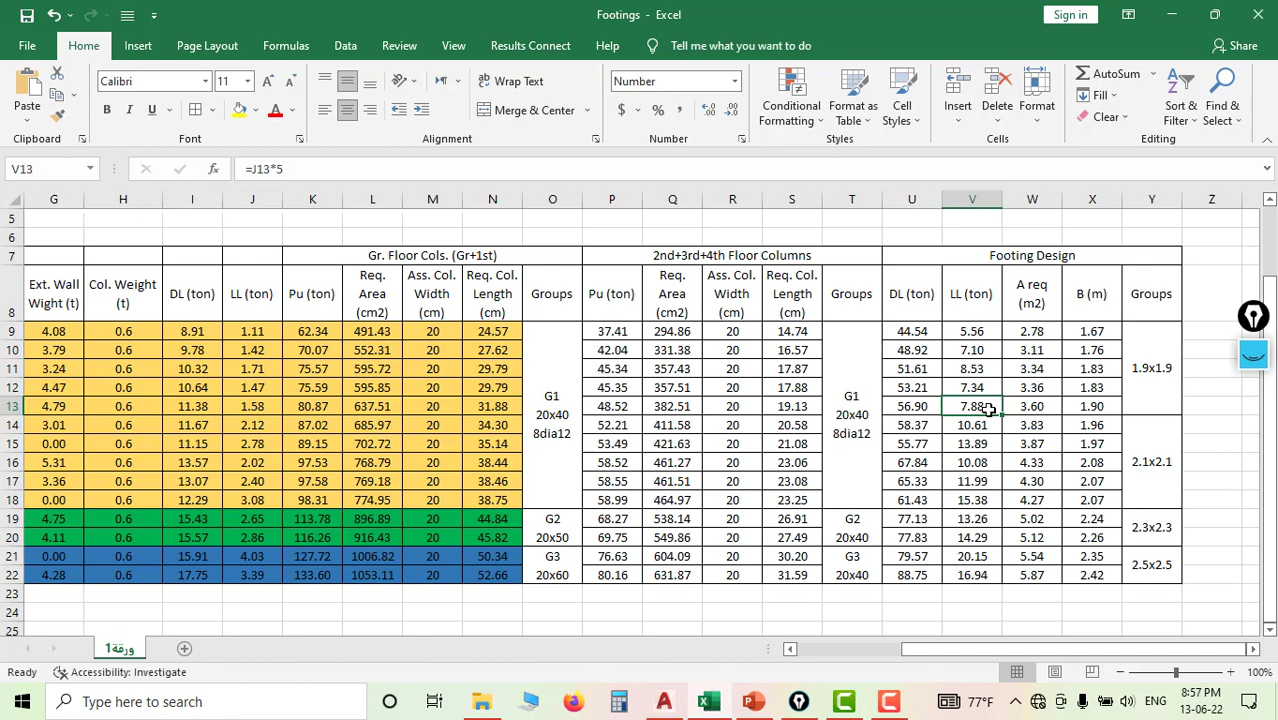 Footings - Excel
Sign in
File Home Insert Page Layout Formulas Data Review View Results Connect Help Tell me what you want to do Share
Paste
Calibri 11
B I U
Wrap Text
Merge & Center
Number
$ % ,
Conditional Formatting
Format as Table
Cell Styles
Insert Delete Format
AutoSum
Fill
Clear
Sort & Filter
Find & Select
Clipboard Font Alignment Number Styles Cells Editing
V13 fx =J13*5
G H I J K L M N O P Q R S T U V W X Y Z
5
6
7 Gr. Floor Cols. (Gr+1st) 2nd+3rd+4th Floor Columns Footing Design
8 Ext. Wall Wight (t) Col. Weight (t) DL (ton) LL (ton) Pu (ton) Req. Area (cm2) Ass. Col. Width (cm) Req. Col. Length (cm) Groups Pu (ton) Req. Area (cm2) Ass. Col. Width (cm) Req. Col. Length (cm) Groups DL (ton) LL (ton) A req (m2) B (m) Groups
9 4.08 0.6 8.91 1.11 62.34 491.43 20 24.57 37.41 294.86 20 14.74 44.54 5.56 2.78 1.67
10 3.79 0.6 9.78 1.42 70.07 552.31 20 27.62 42.04 331.38 20 16.57 48.92 7.10 3.11 1.76
11 3.24 0.6 10.32 1.71 75.57 595.72 20 29.79 45.34 357.43 20 17.87 51.61 8.53 3.34 1.83 1.9x1.9
12 4.47 0.6 10.64 1.47 75.59 595.85 20 29.79 G1 45.35 357.51 20 17.88 G1 53.21 7.34 3.36 1.83
13 4.79 0.6 11.38 1.58 80.87 637.51 20 31.88 20x40 48.52 382.51 20 19.13 20x40 56.90 7.88 3.60 1.90
14 3.01 0.6 11.67 2.12 87.02 685.97 20 34.30 8dia12 52.21 411.58 20 20.58 8dia12 58.37 10.61 3.83 1.96
15 0.00 0.6 11.15 2.78 89.15 702.72 20 35.14 53.49 421.63 20 21.08 55.77 13.89 3.87 1.97
16 5.31 0.6 13.57 2.02 97.53 768.79 20 38.44 58.52 461.27 20 23.06 67.84 10.08 4.33 2.08 2.1x2.1
17 3.36 0.6 13.07 2.40 97.58 769.18 20 38.46 58.55 461.51 20 23.08 65.33 11.99 4.30 2.07
18 0.00 0.6 12.29 3.08 98.31 774.95 20 38.75 58.99 464.97 20 23.25 61.43 15.38 4.27 2.07
19 4.75 0.6 15.43 2.65 113.78 896.89 20 44.84 G2 68.27 538.14 20 26.91 G2 77.13 13.26 5.02 2.24 2.3x2.3
20 4.11 0.6 15.57 2.86 116.26 916.43 20 45.82 20x50 69.75 549.86 20 27.49 20x40 77.83 14.29 5.12 2.26
21 0.00 0.6 15.91 4.03 127.72 1006.82 20 50.34 G3 76.63 604.09 20 30.20 G3 79.57 20.15 5.54 2.35 2.5x2.5
22 4.28 0.6 17.75 3.39 133.60 1053.11 20 52.66 20x60 80.16 631.87 20 31.59 20x40 88.75 16.94 5.87 2.42
23
24
25
ورقة1
Ready Accessibility: Investigate 100%
Type here to search
77°F
ENG
8:57 PM
13-06-22